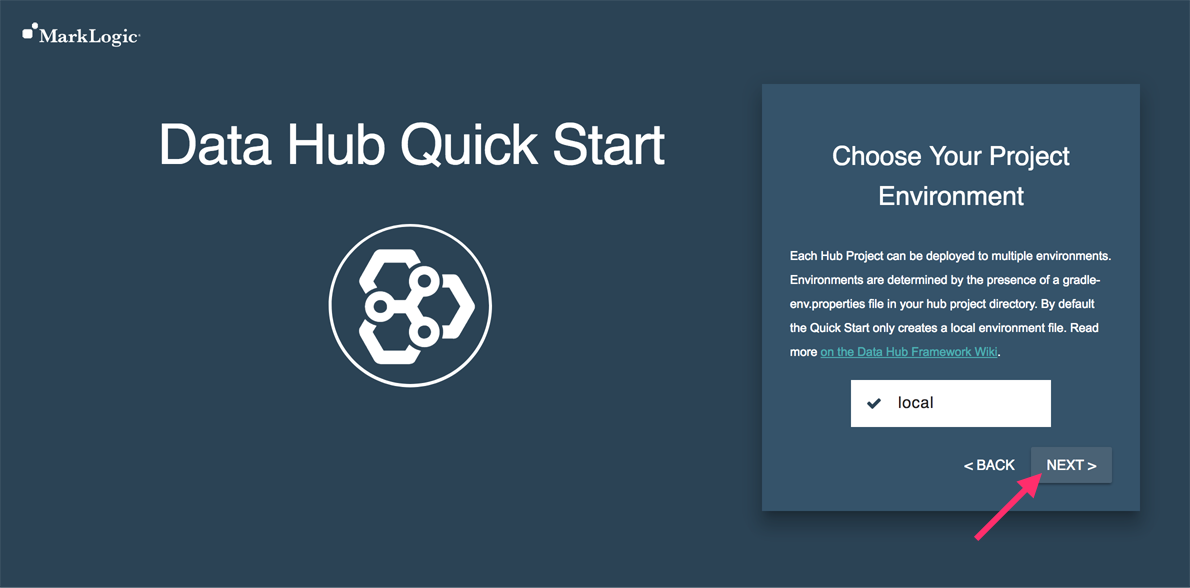 MarkLogic
Data Hub Quick Start
Choose Your Project
Environment
Each Hub Project can be deployed to multiple environments.
Environments are determined by the presence of a gradle-
env.properties file in your hub project directory. By default
the Quick Start only creates a local environment file. Read
more on the Data Hub Framework Wiki.
local
< BACK
NEXT >